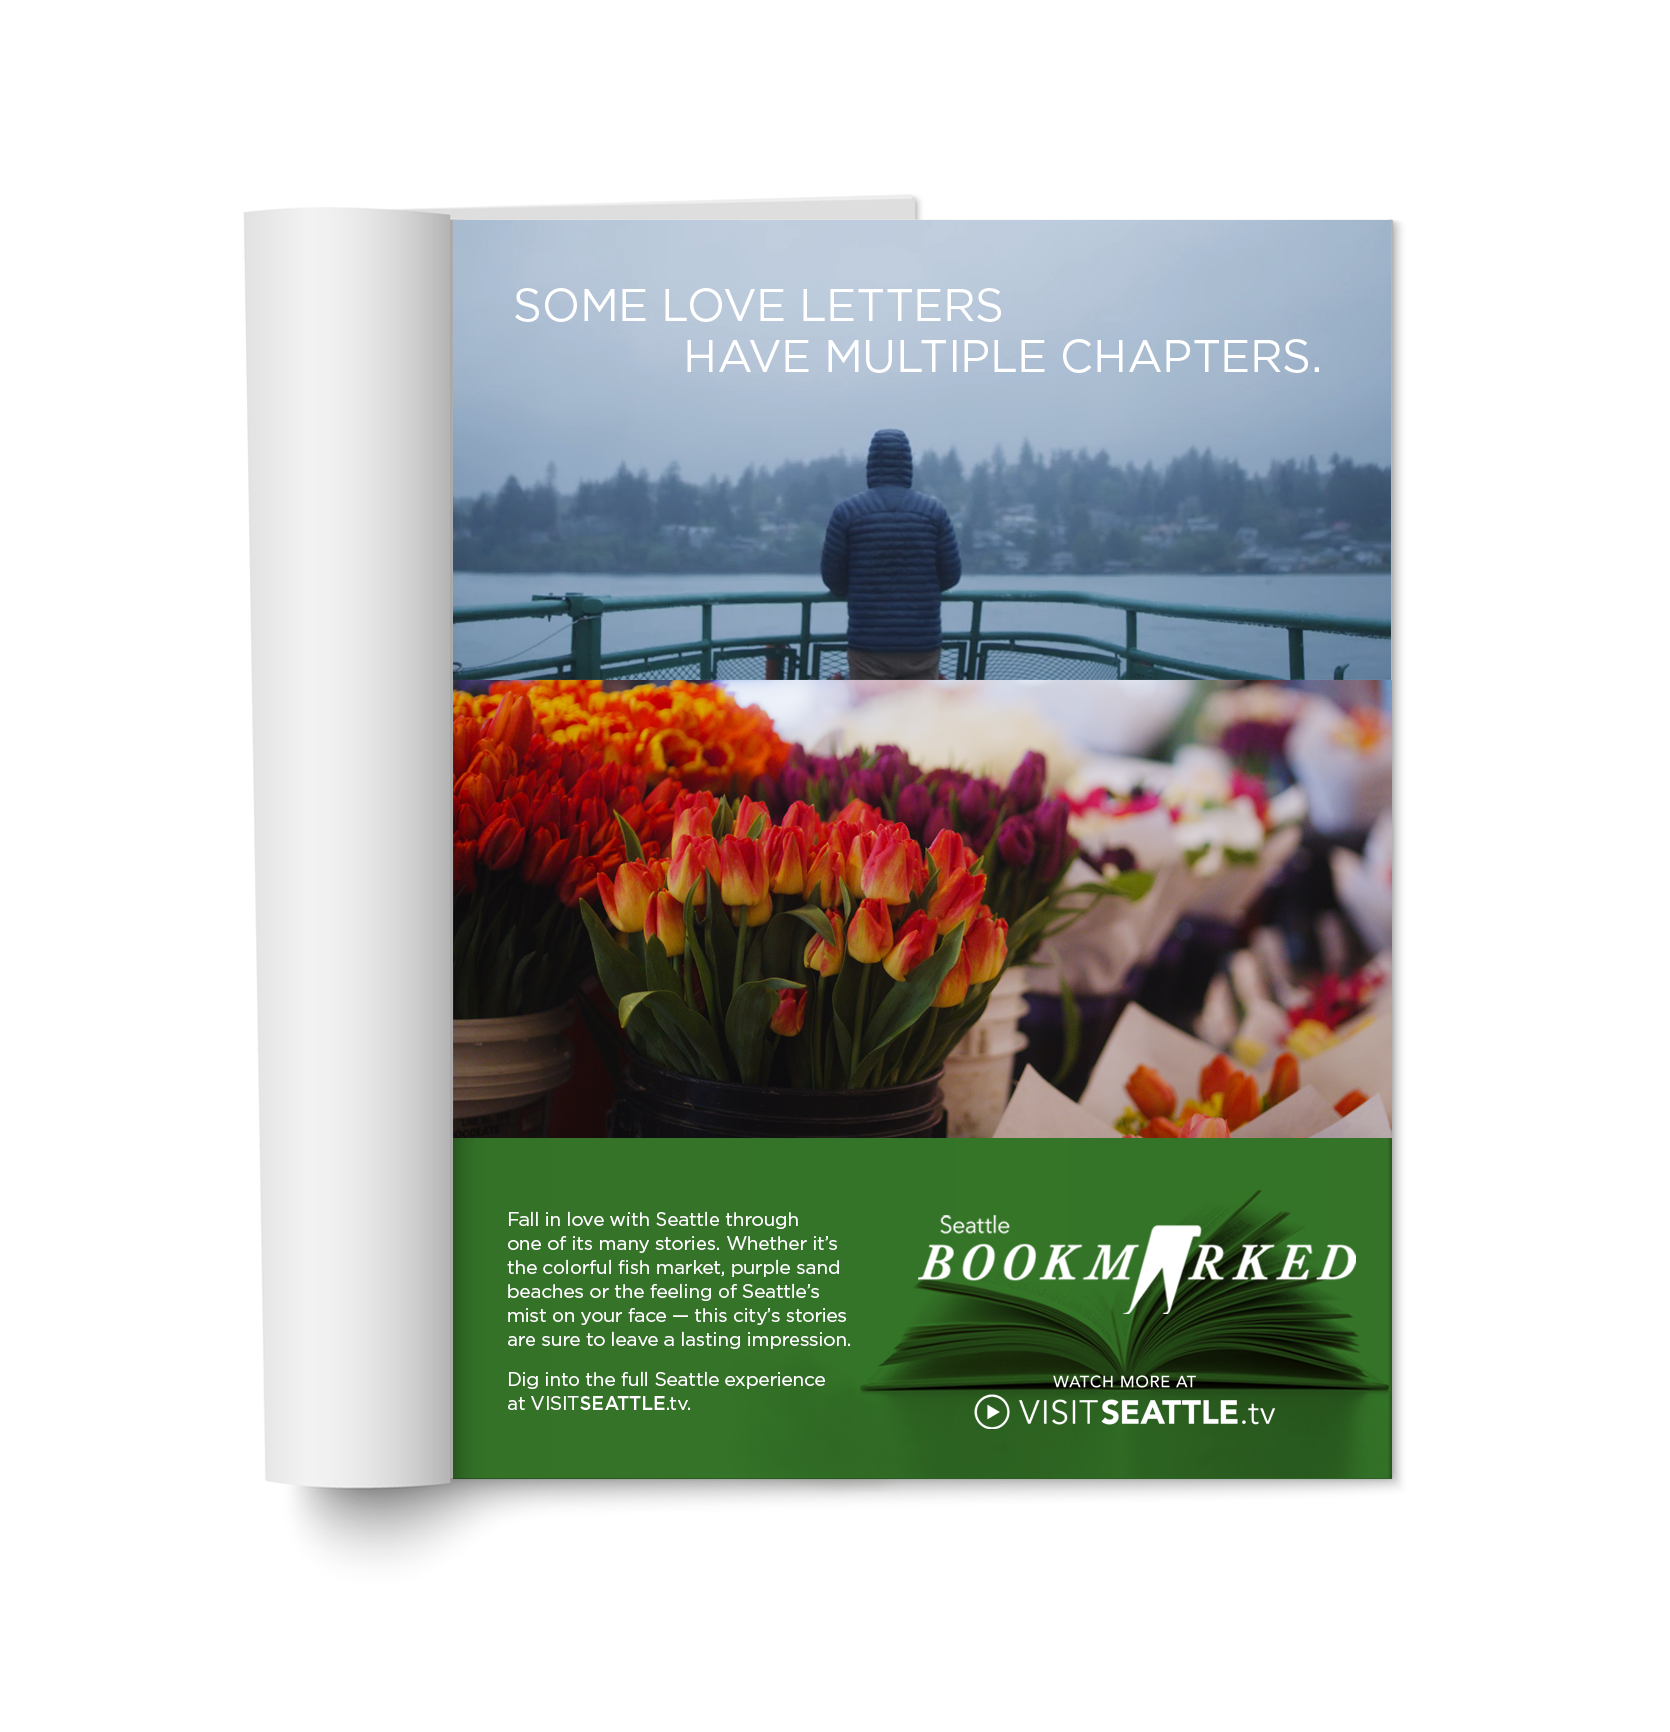 SOME LOVE LETTERS
HAVE MULTIPLE CHAPTERS.
Fall in love with Seattle through
one of its many stories. Whether it’s
the colorful fish market, purple sand
beaches or the feeling of Seattle’s
mist on your face — this city’s stories
are sure to leave a lasting impression.
Dig into the full Seattle experience
at VISITSEATTLE.tv.
Seattle
BOOKMARKED
WATCH MORE AT
VISITSEATTLE.tv